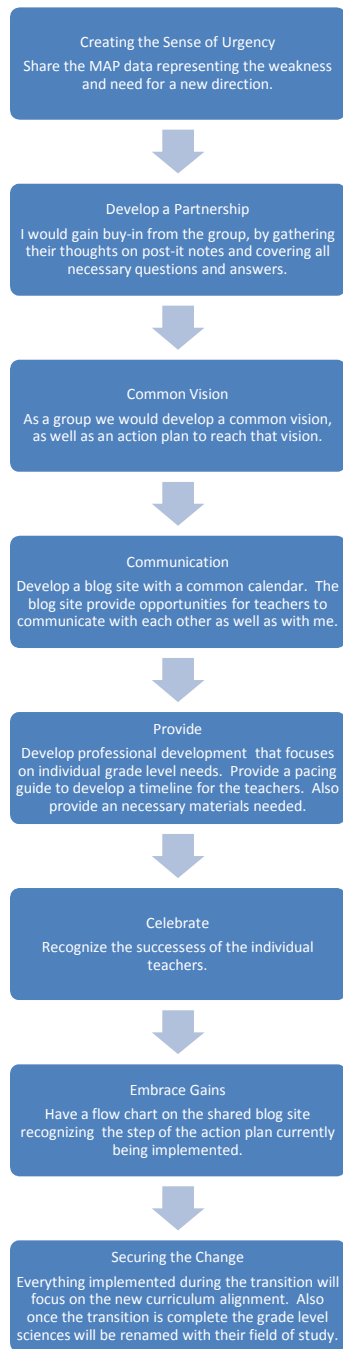 Creating the Sense of Urgency
Share the MAP data representing the weakness
and need for a new direction.
Develop a Partnership
I would gain buy-in from the group, by gathering
their thoughts on post-it notes and covering all
necessary questions and answers.
Common Vision
As a group we would develop a common vision,
as well as an action plan to reach that vision.
Communication
Develop a blog site with a common calendar.  The
blog site provide opportunities for teachers to
communicate with each other as well as with me.
Provide
Develop professional development  that focuses
on individual grade level needs.  Provide a pacing
guide to develop a timeline for the teachers.  Also
provide an necessary materials needed.
Celebrate
Recognize the successess of the individual
teachers.
Embrace Gains
Have a flow chart on the shared blog site
recognizing  the step of the action plan currently
being implemented.
Securing the Change
Everything implemented during the transition will
focus on the new curriculum alignment.  Also
once the transition is complete the grade level
sciences will be renamed with their field of study.